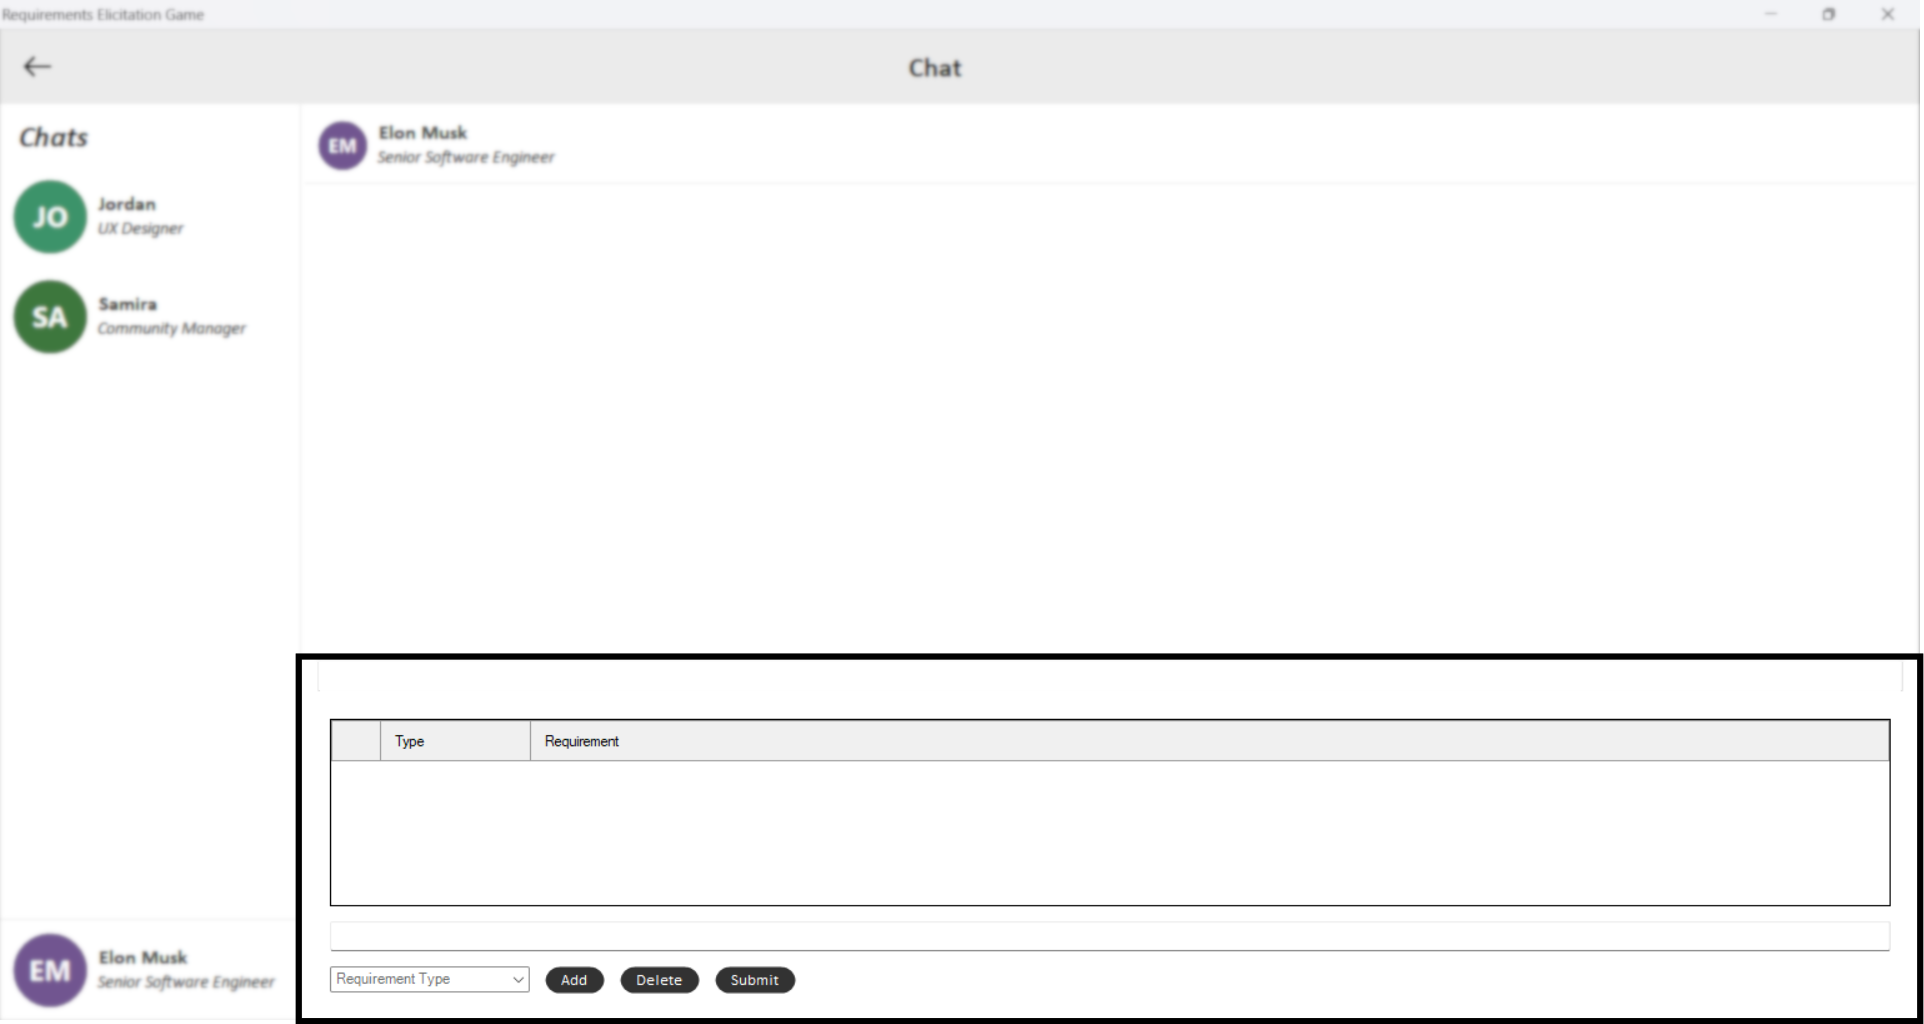 Requirements Elicitation Game
Chat
Chats
JO
Jordan
UX Designer
SA
Samira
Community Manager
EM
Elon Musk
Senior Software Engineer
EM
Elon Musk
Senior Software Engineer
Type Requirement
Requirement Type Add Delete Submit